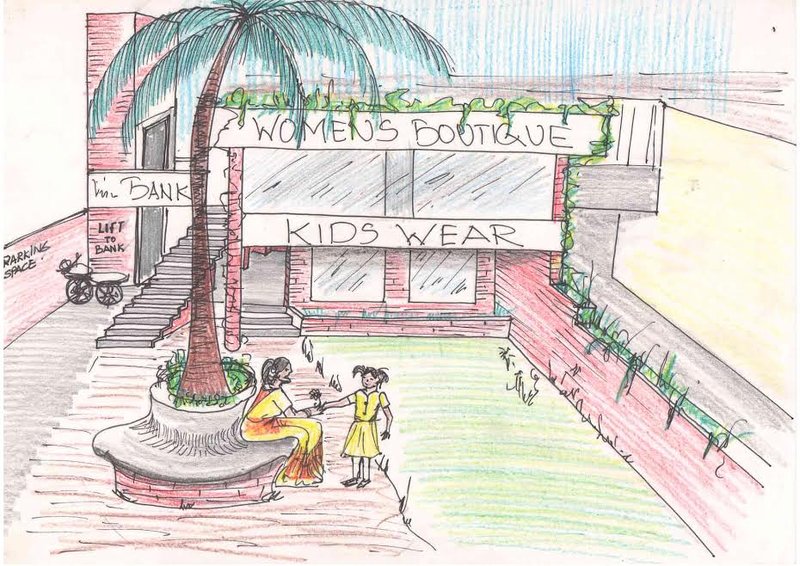 WOMEN'S BOUTIQUE
BANK
KIDS WEAR
LIFT
TO
BANK
PARKING
SPACE.